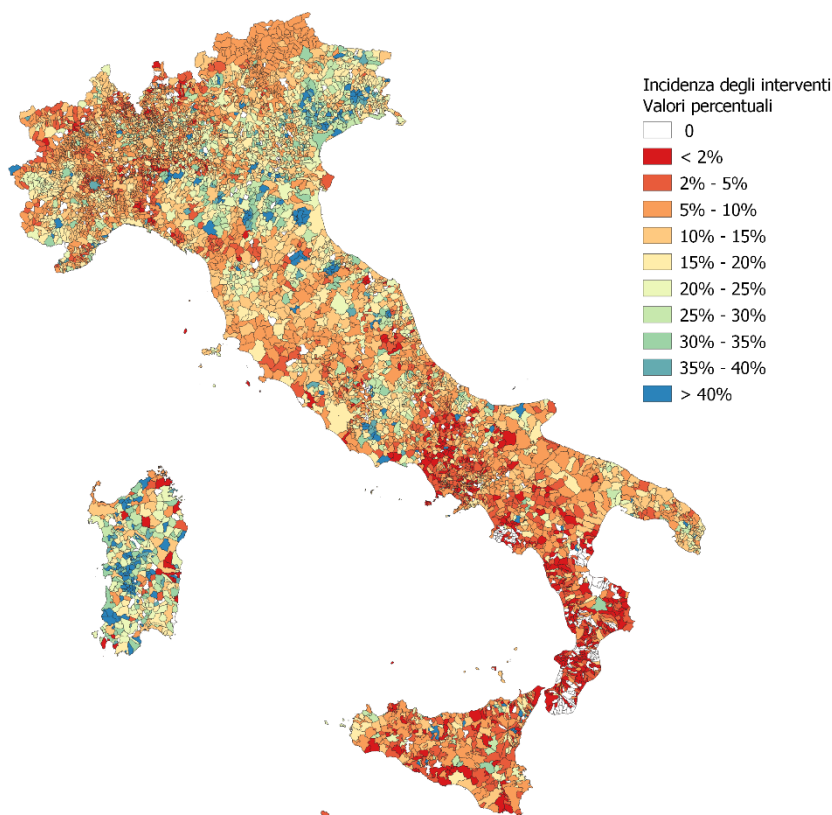 Incidenza degli interventi
Valori percentuali
0
< 2%
2% - 5%
5% - 10%
10% - 15%
15% - 20%
20% - 25%
25% - 30%
30% - 35%
35% - 40%
> 40%